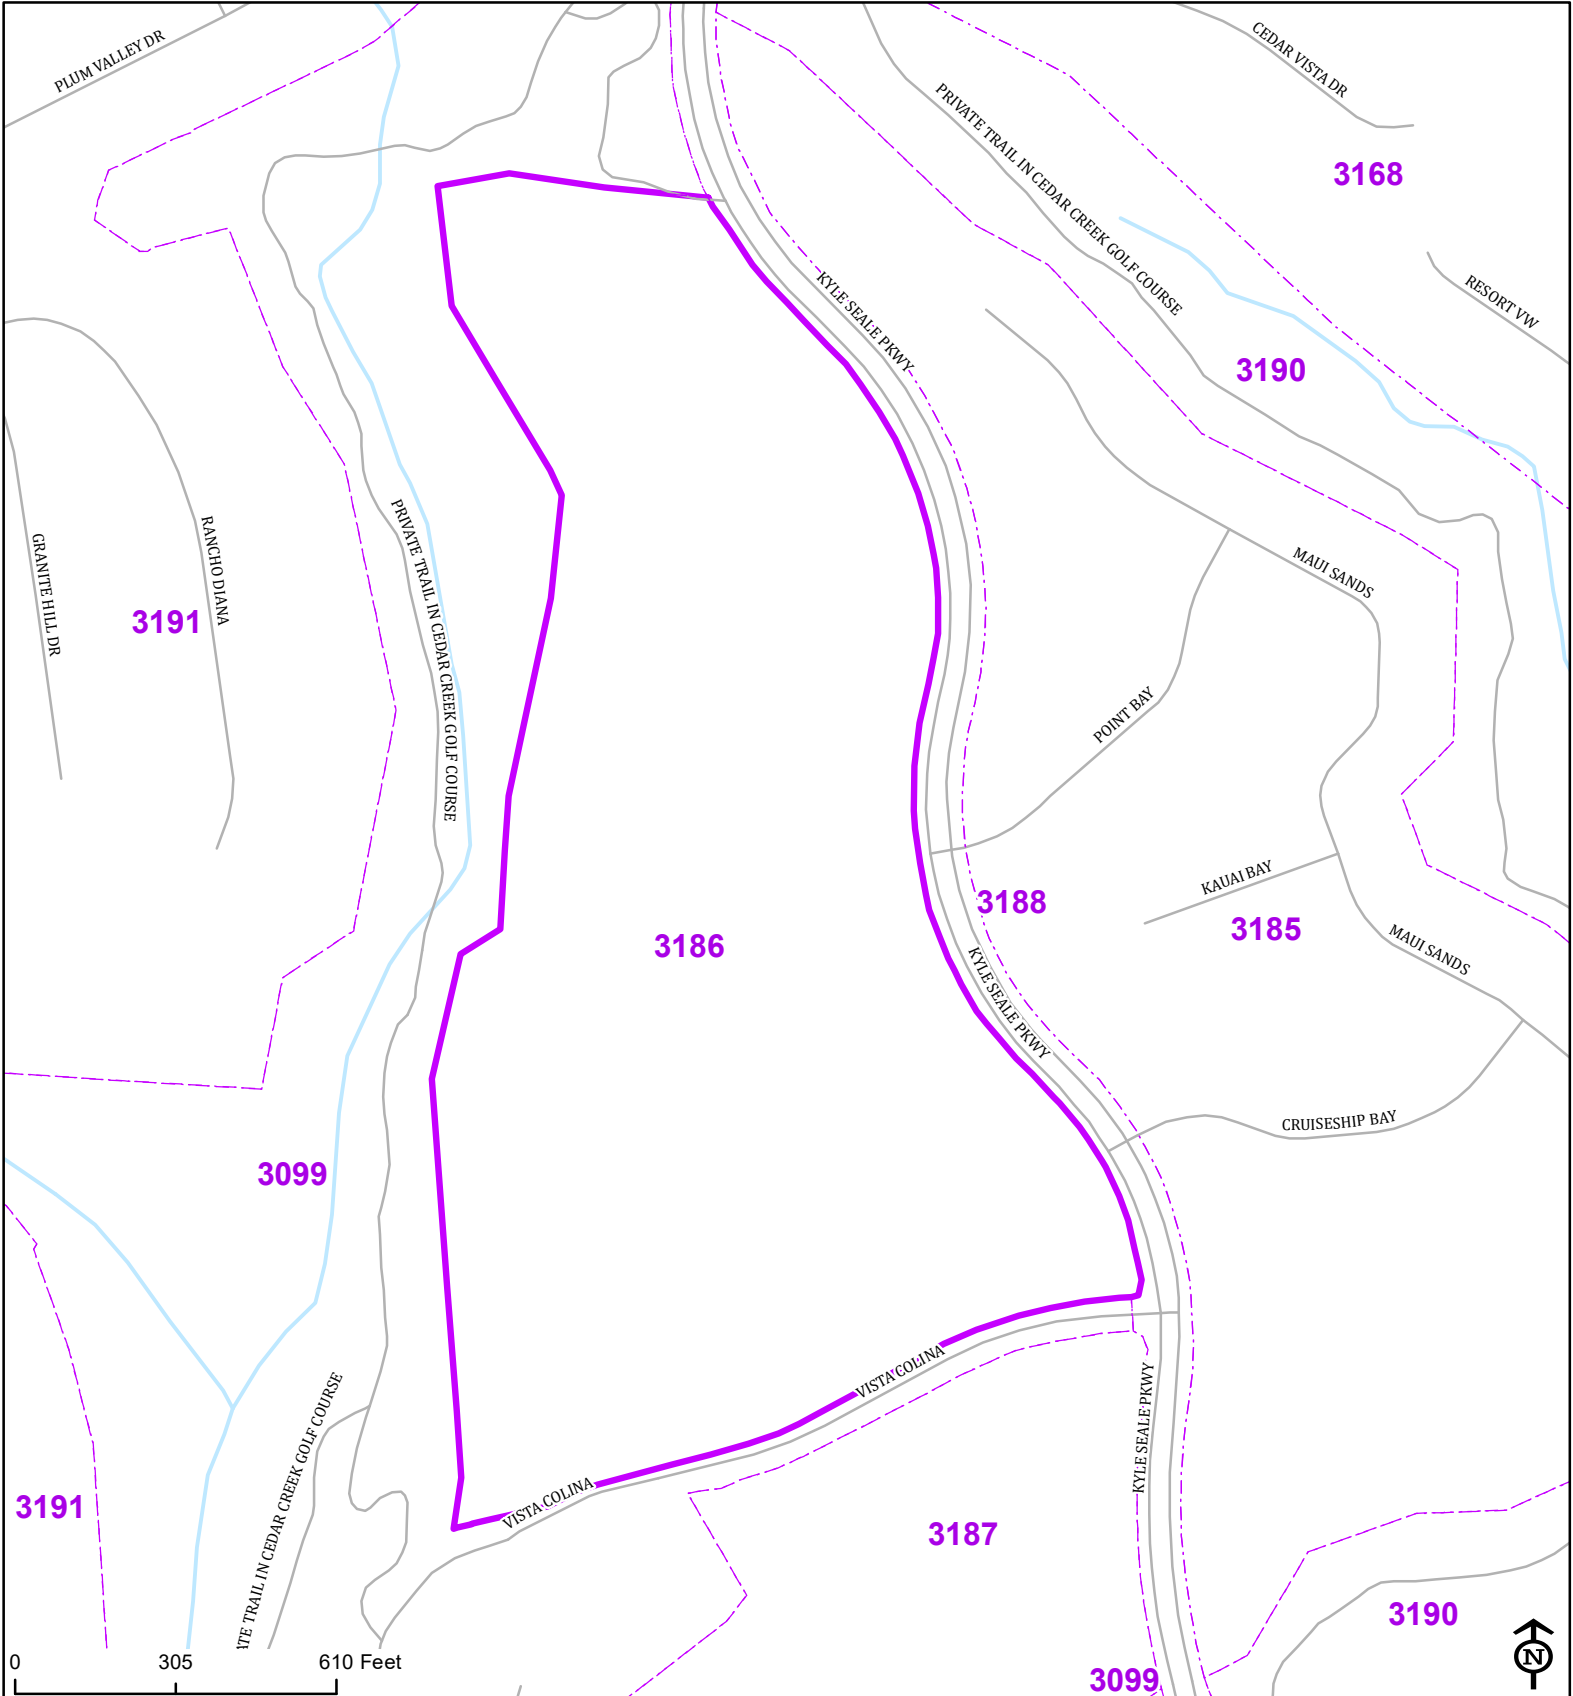 PLUM VALLEY DR
CEDAR VISTA DR
PRIVATE TRAIL IN CEDAR CREEK GOLF COURSE
3168
KYLE SEALE PKWY
RESORT VW
3190
PRIVATE TRAIL IN CEDAR CREEK GOLF COURSE
GRANITE HILL DR
RANCHO DIANA
MAUI SANDS
3191
POINT BAY
KAUAI BAY
3188
3185
3186
MAUI SANDS
KYLE SEALE PKWY
CRUISESHIP BAY
3099
VISTA COLINA
KYLE SEALE PKWY
ATE TRAIL IN CEDAR CREEK GOLF COURSE
VISTA COLINA
3191
3187
3190
N
0 305 610 Feet
3099